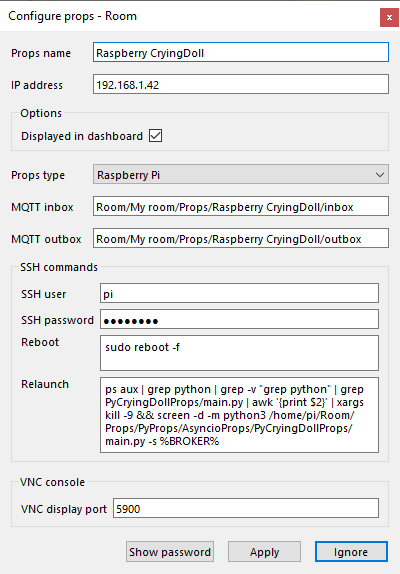 Configure props - Room
Props name Raspberry CryingDoll
IP address 192.168.1.42
Options
Displayed in dashboard
Props type Raspberry Pi
MQTT inbox Room/My room/Props/Raspberry CryingDoll/inbox
MQTT outbox Room/My room/Props/Raspberry CryingDoll/outbox
SSH commands
SSH user pi
SSH password ●●●●●●●●
Reboot sudo reboot -f
Relaunch ps aux | grep python | grep -v "grep python" | grep
PyCryingDollProps/main.py | awk '{print $2}' | xargs
kill -9 && screen -d -m python3 /home/pi/Room/
Props/PyProps/AsyncioProps/PyCryingDollProps/
main.py -s %BROKER%
VNC console
VNC display port 5900
Show password Apply Ignore